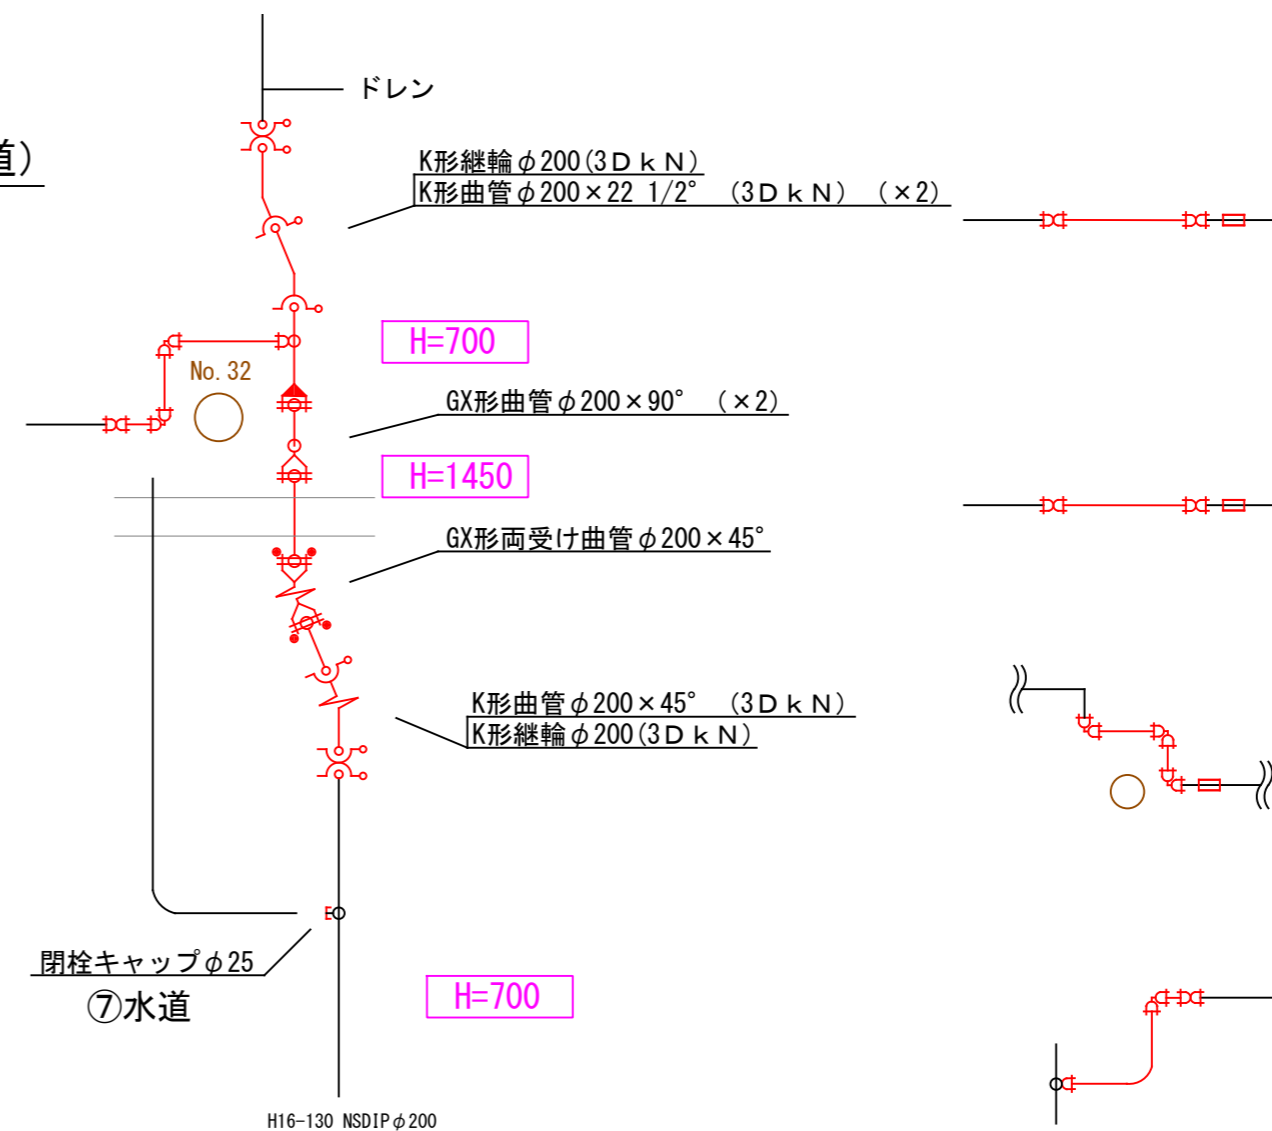 ドレン
道)
K形継輪φ200(3DkN)
K形曲管φ200×22 1/2° (3DkN) (×2)
H=700
No.32
GX形曲管φ200×90° (×2)
H=1450
GX形両受け曲管φ200×45°
K形曲管φ200×45° (3DkN)
K形継輪φ200(3DkN)
閉栓キャップφ25
⑦水道
H=700
H16-130 NSDIPφ200